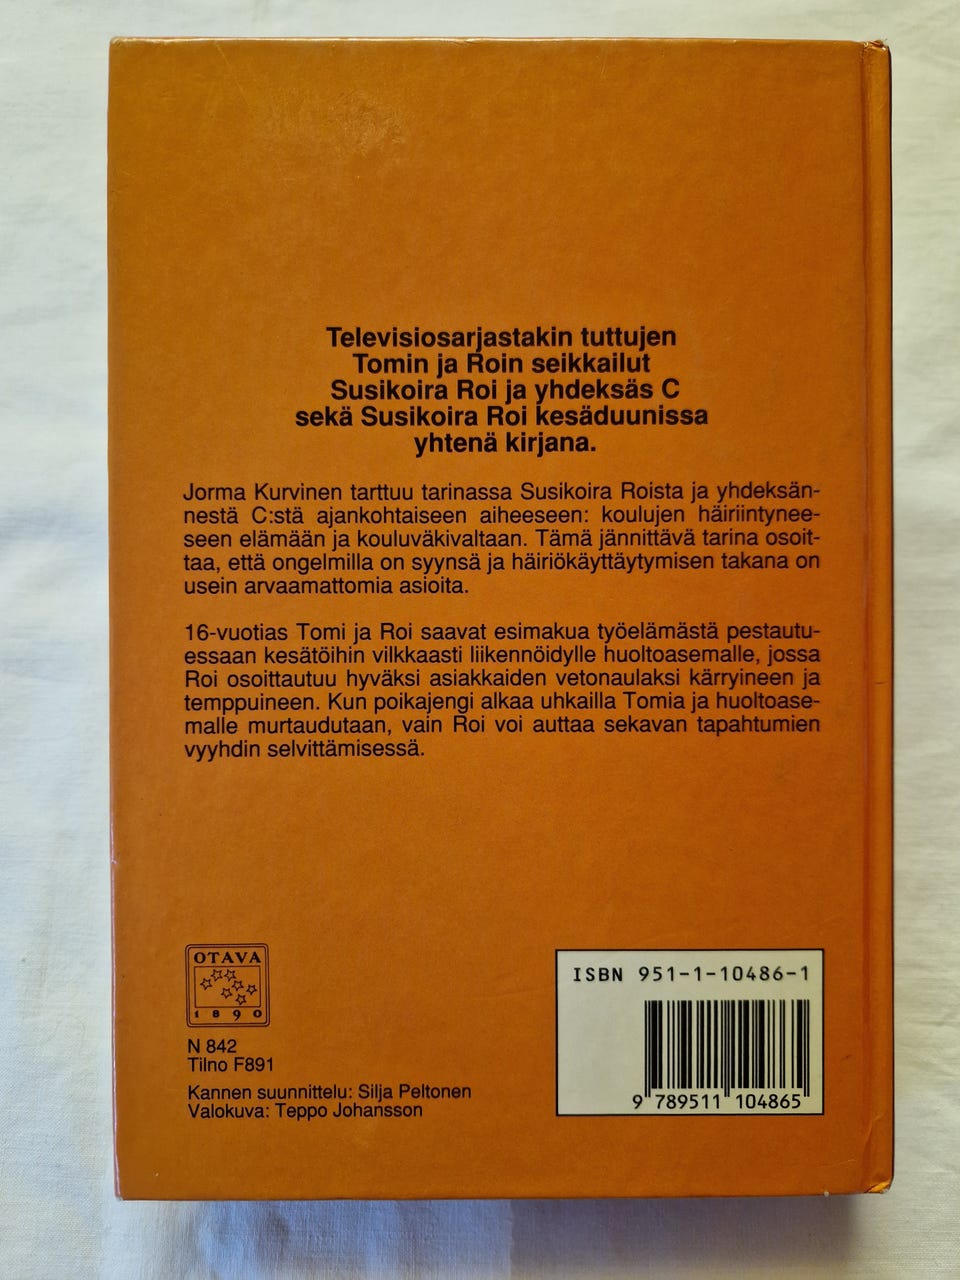 Televisiosarjastakin tuttujen
Tomin ja Roin seikkailut
Susikoira Roi ja yhdeksäs C
sekä Susikoira Roi kesäduunissa
yhtenä kirjana.
Jorma Kurvinen tarttuu tarinassa Susikoira Roista ja yhdeksän-
nestä C:stä ajankohtaiseen aiheeseen: koulujen häiriintynee-
seen elämään ja kouluväkivaltaan. Tämä jännittävä tarina osoit-
taa, että ongelmilla on syynsä ja häiriökäyttäytymisen takana on
usein arvaamattomia asioita.
16-vuotias Tomi ja Roi saavat esimakua työelämästä pestautu-
essaan kesätöihin vilkkaasti liikennöidylle huoltoasemalle, jossa
Roi osoittautuu hyväksi asiakkaiden vetonaulaksi kärryineen ja
temppuineen. Kun poikajengi alkaa uhkailla Tomia ja huoltoase-
malle murtaudutaan, vain Roi voi auttaa sekavan tapahtumien
vyyhdin selvittämisessä.
OTAVA
1890
N 842
Tilno F891
Kannen suunnittelu: Silja Peltonen
Valokuva: Teppo Johansson
ISBN 951-1-10486-1
9 789511 104865